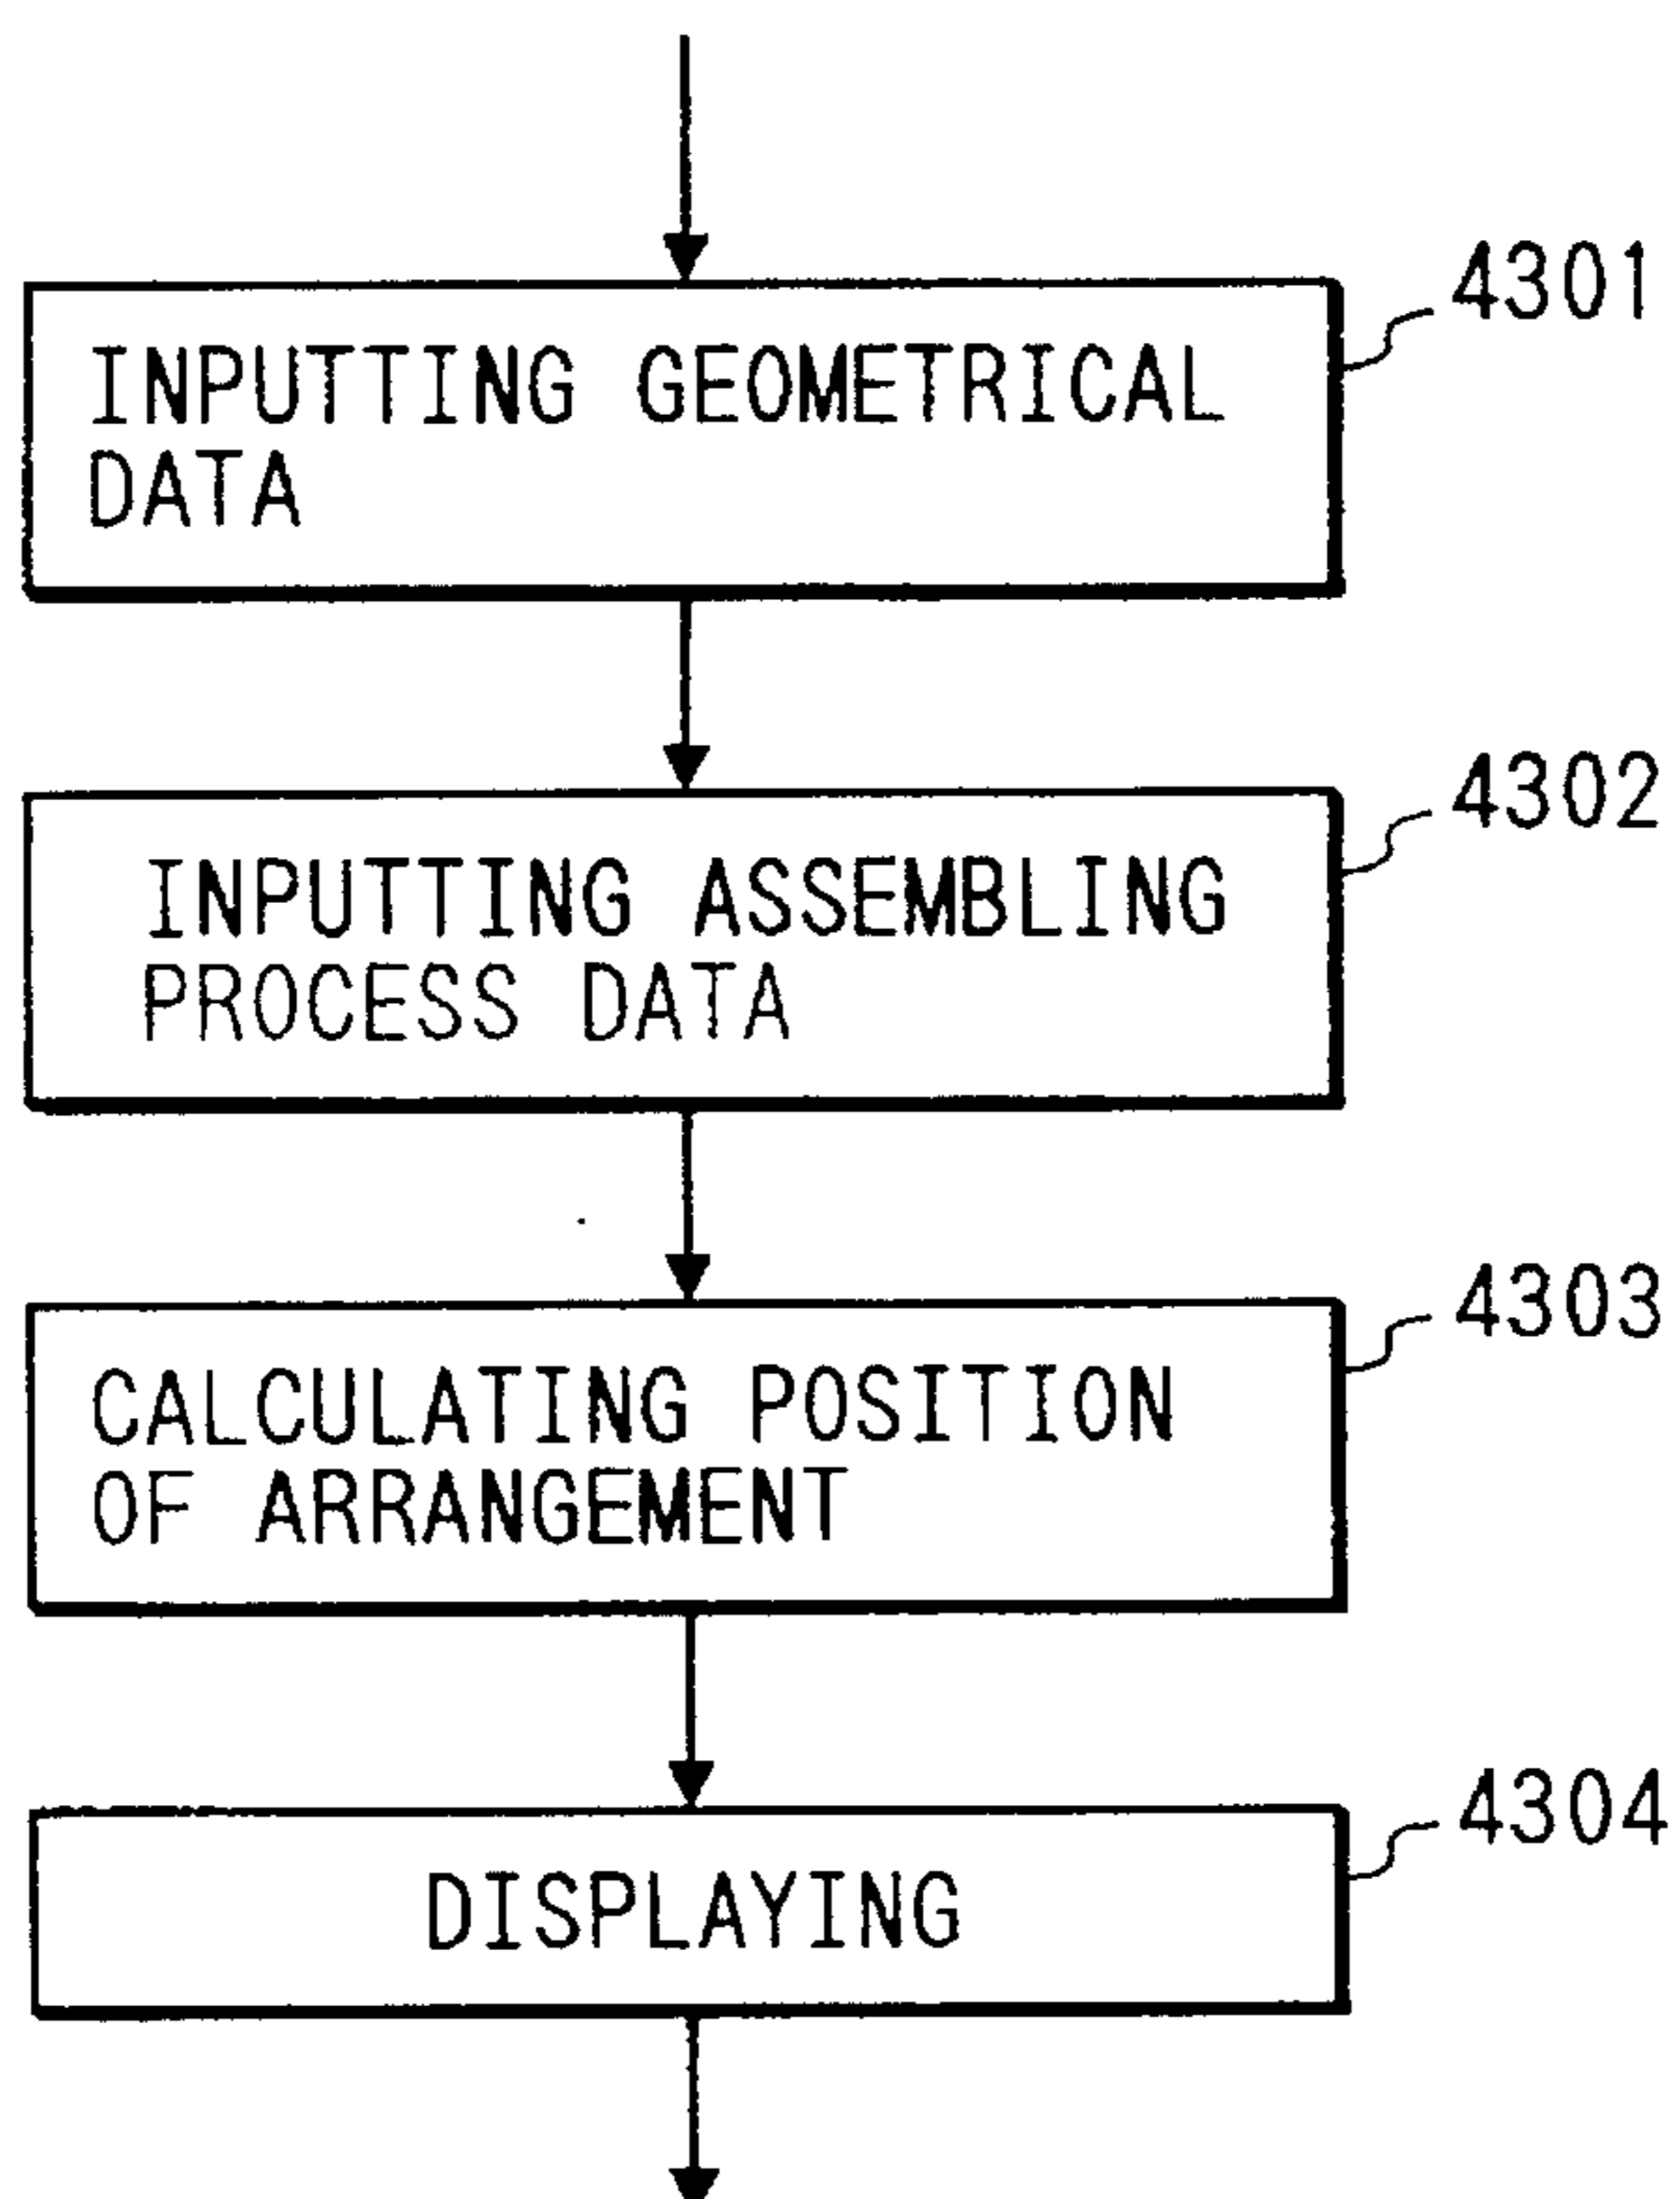 4301
INPUTTING GEOMETRICAL
DATA
4302
INPUTTING ASSEMBLING
PROCESS DATA
4303
CALCULATING POSITION
OF ARRANGEMENT
4304
DISPLAYING